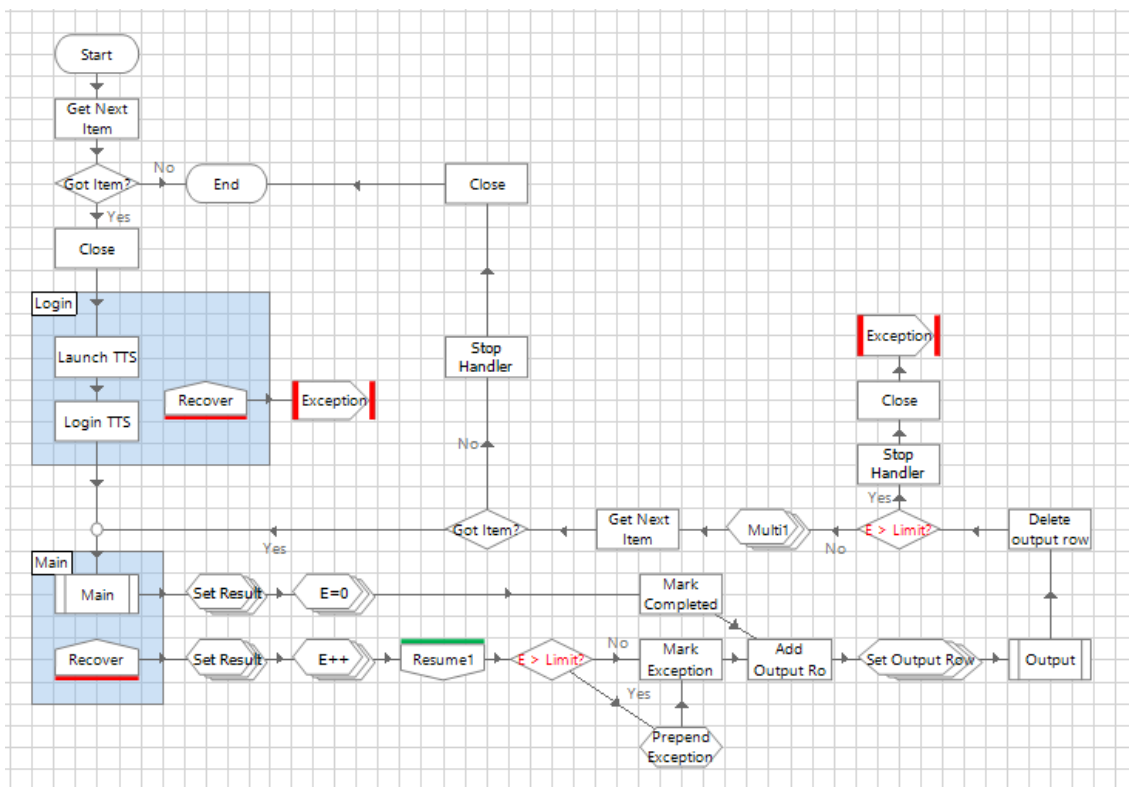 Start
Get Next
Item
Got Item?
No
End
Close
Yes
Close
Login
Launch TTS
Stop
Handler
Exception
Recover
Exception
Close
Login TTS
No
Stop
Handler
Yes
Got Item?
Get Next
Item
Multi1
E > Limit?
Delete
output row
Yes
No
Main
Main
Set Result
E=0
Mark
Completed
Recover
Set Result
E++
Resume1
E > Limit?
No
Mark
Exception
Add
Output Ro
Set Output Row
Output
Yes
Prepend
Exception